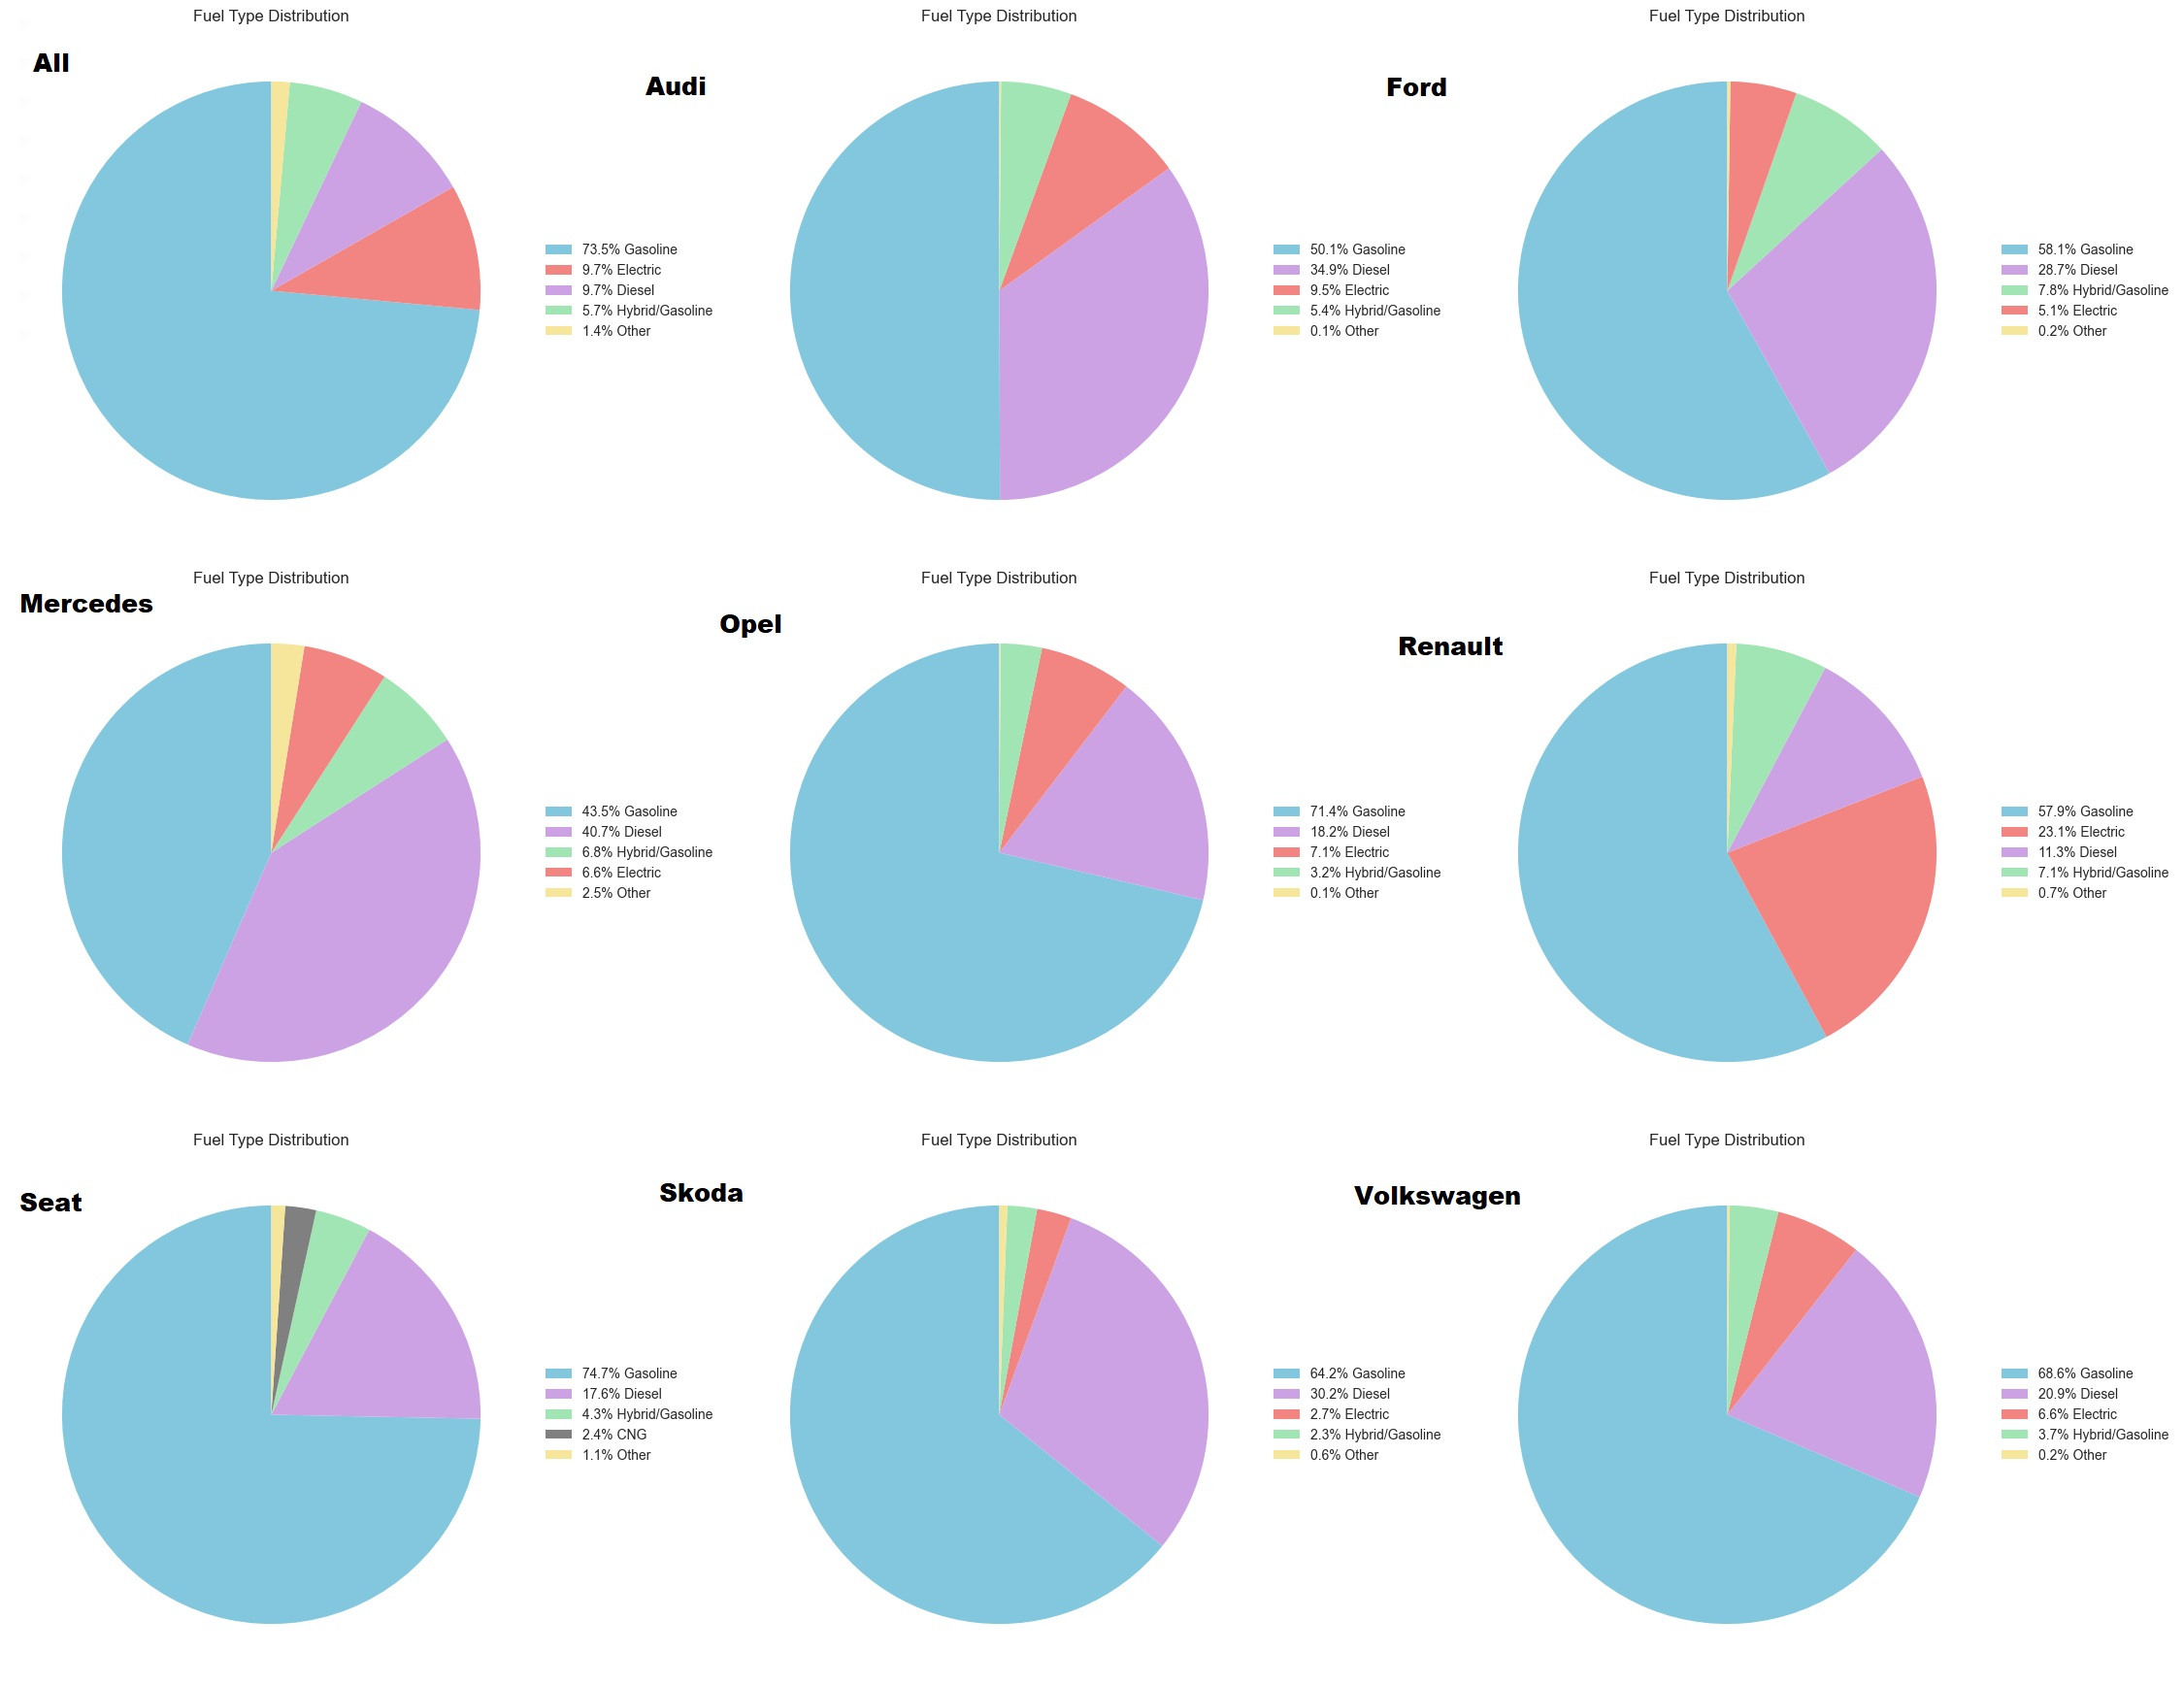 Fuel Type Distribution
All
73.5% Gasoline
9.7% Electric
9.7% Diesel
5.7% Hybrid/Gasoline
1.4% Other
Fuel Type Distribution
Audi
50.1% Gasoline
34.9% Diesel
9.5% Electric
5.4% Hybrid/Gasoline
0.1% Other
Fuel Type Distribution
Ford
58.1% Gasoline
28.7% Diesel
7.8% Hybrid/Gasoline
5.1% Electric
0.2% Other
Fuel Type Distribution
Mercedes
43.5% Gasoline
40.7% Diesel
6.8% Hybrid/Gasoline
6.6% Electric
2.5% Other
Fuel Type Distribution
Opel
71.4% Gasoline
18.2% Diesel
7.1% Electric
3.2% Hybrid/Gasoline
0.1% Other
Fuel Type Distribution
Renault
57.9% Gasoline
23.1% Electric
11.3% Diesel
7.1% Hybrid/Gasoline
0.7% Other
Fuel Type Distribution
Seat
74.7% Gasoline
17.6% Diesel
4.3% Hybrid/Gasoline
2.4% CNG
1.1% Other
Fuel Type Distribution
Skoda
64.2% Gasoline
30.2% Diesel
2.7% Electric
2.3% Hybrid/Gasoline
0.6% Other
Fuel Type Distribution
Volkswagen
68.6% Gasoline
20.9% Diesel
6.6% Electric
3.7% Hybrid/Gasoline
0.2% Other